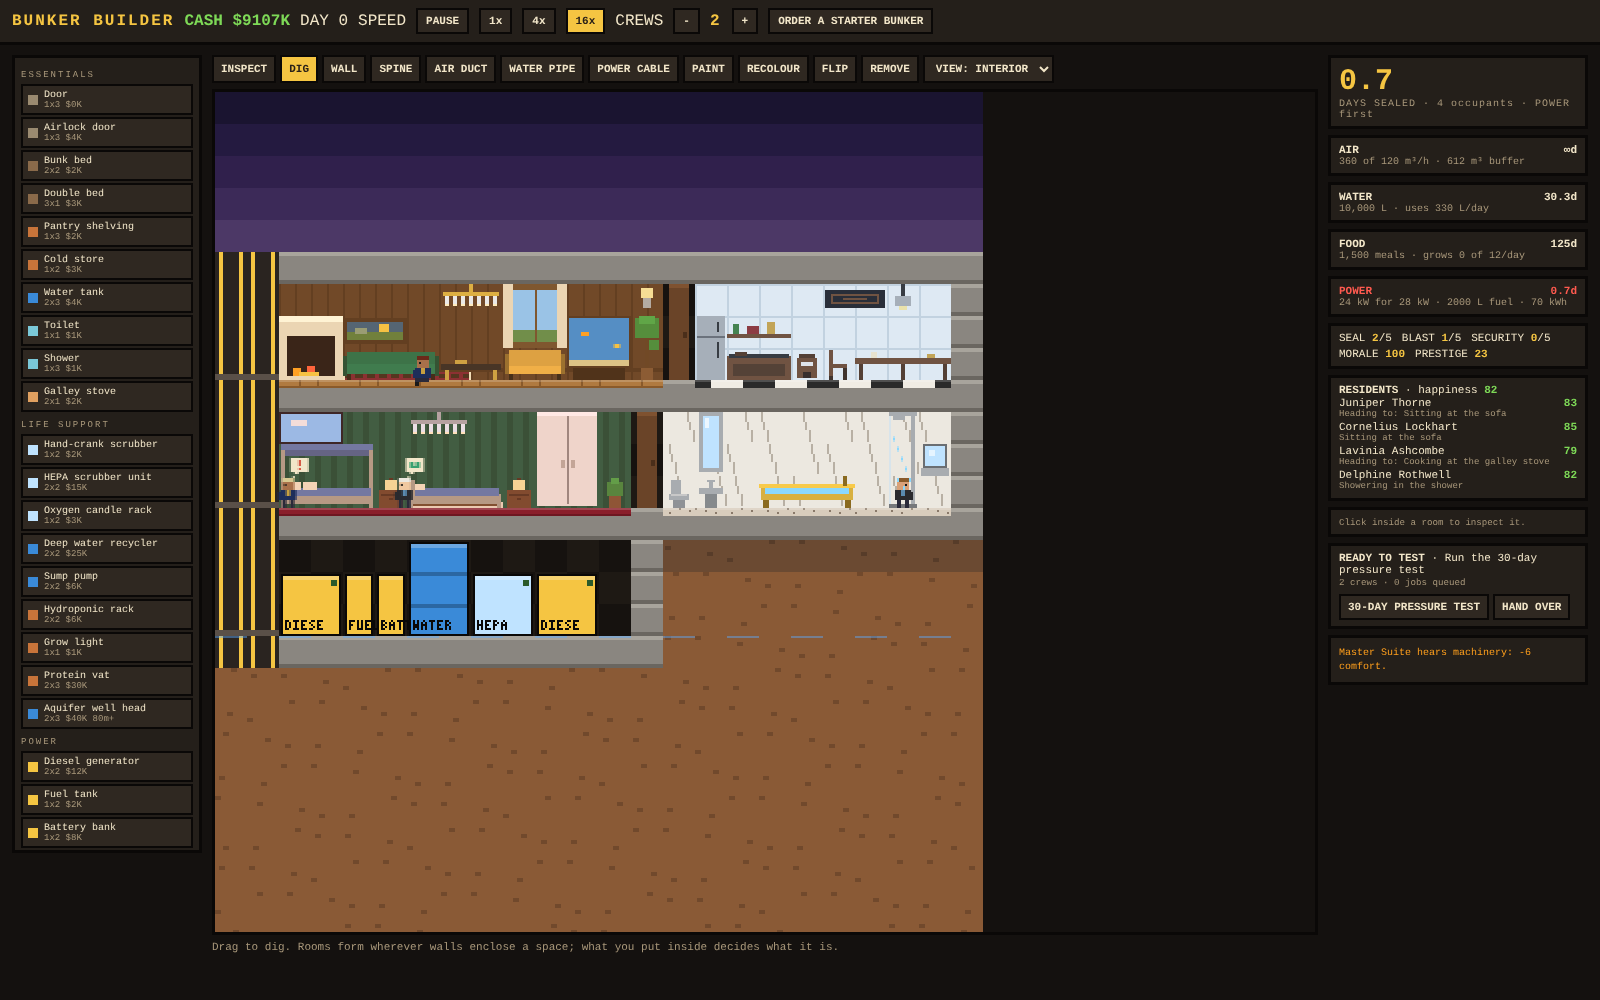 BUNKER BUILDER CASH $9107K DAY 0 SPEED PAUSE 1x 4x 16x CREWS - 2 + ORDER A STARTER BUNKER
ESSENTIALS
Door
1x3 $0K
Airlock door
1x3 $4K
Bunk bed
2x2 $2K
Double bed
3x1 $3K
Pantry shelving
1x3 $2K
Cold store
1x2 $3K
Water tank
2x3 $4K
Toilet
1x1 $1K
Shower
1x3 $1K
Galley stove
2x1 $2K
LIFE SUPPORT
Hand-crank scrubber
1x2 $2K
HEPA scrubber unit
2x2 $15K
Oxygen candle rack
1x2 $3K
Deep water recycler
2x2 $25K
Sump pump
2x2 $6K
Hydroponic rack
2x2 $6K
Grow light
1x1 $1K
Protein vat
2x3 $30K
Aquifer well head
2x3 $40K 80m+
POWER
Diesel generator
2x2 $12K
Fuel tank
1x2 $2K
Battery bank
1x2 $8K
INSPECT DIG WALL SPINE AIR DUCT WATER PIPE POWER CABLE PAINT RECOLOUR FLIP REMOVE VIEW: INTERIOR
DIESE FUE BAT WATER HEPA DIESE
Drag to dig. Rooms form wherever walls enclose a space; what you put inside decides what it is.
0.7
DAYS SEALED · 4 occupants · POWER
first
AIR ∞d
360 of 120 m³/h · 612 m³ buffer
WATER 30.3d
10,000 L · uses 330 L/day
FOOD 125d
1,500 meals · grows 0 of 12/day
POWER 0.7d
24 kW for 28 kW · 2000 L fuel · 70 kWh
SEAL 2/5 BLAST 1/5 SECURITY 0/5
MORALE 100 PRESTIGE 23
RESIDENTS · happiness 82
Juniper Thorne 83
Heading to: Sitting at the sofa
Cornelius Lockhart 85
Sitting at the sofa
Lavinia Ashcombe 79
Heading to: Cooking at the galley stove
Delphine Rothwell 82
Showering in the shower
Click inside a room to inspect it.
READY TO TEST · Run the 30-day
pressure test
2 crews · 0 jobs queued
30-DAY PRESSURE TEST HAND OVER
Master Suite hears machinery: -6
comfort.